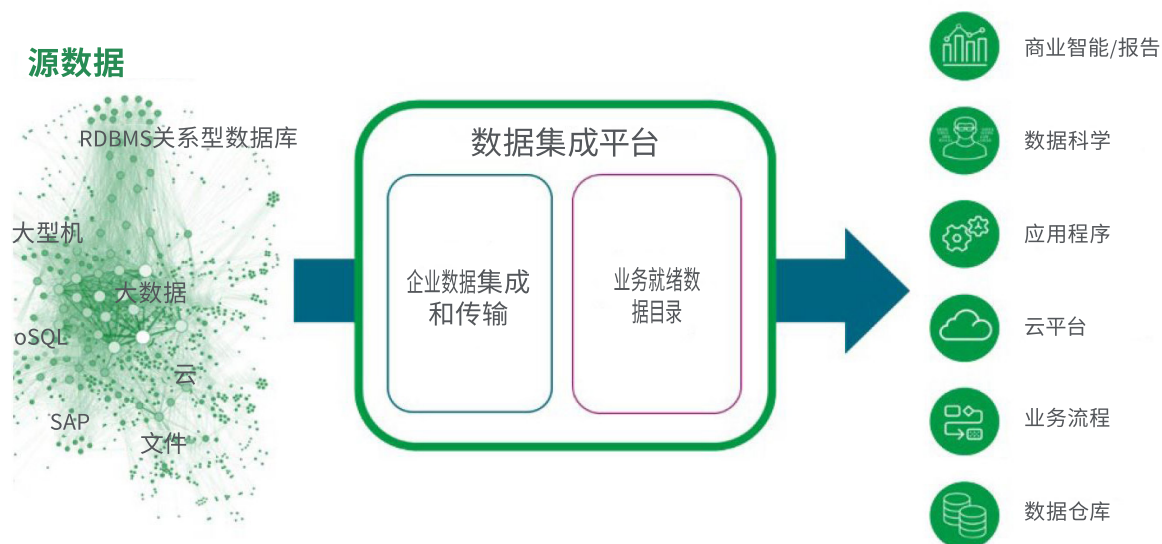 源数据
RDBMS关系型数据库
大型机
大数据
oSQL
云
SAP
文件
数据集成平台
企业数据集成
和传输
业务就绪数
据目录
商业智能/报告
数据科学
应用程序
云平台
业务流程
数据仓库